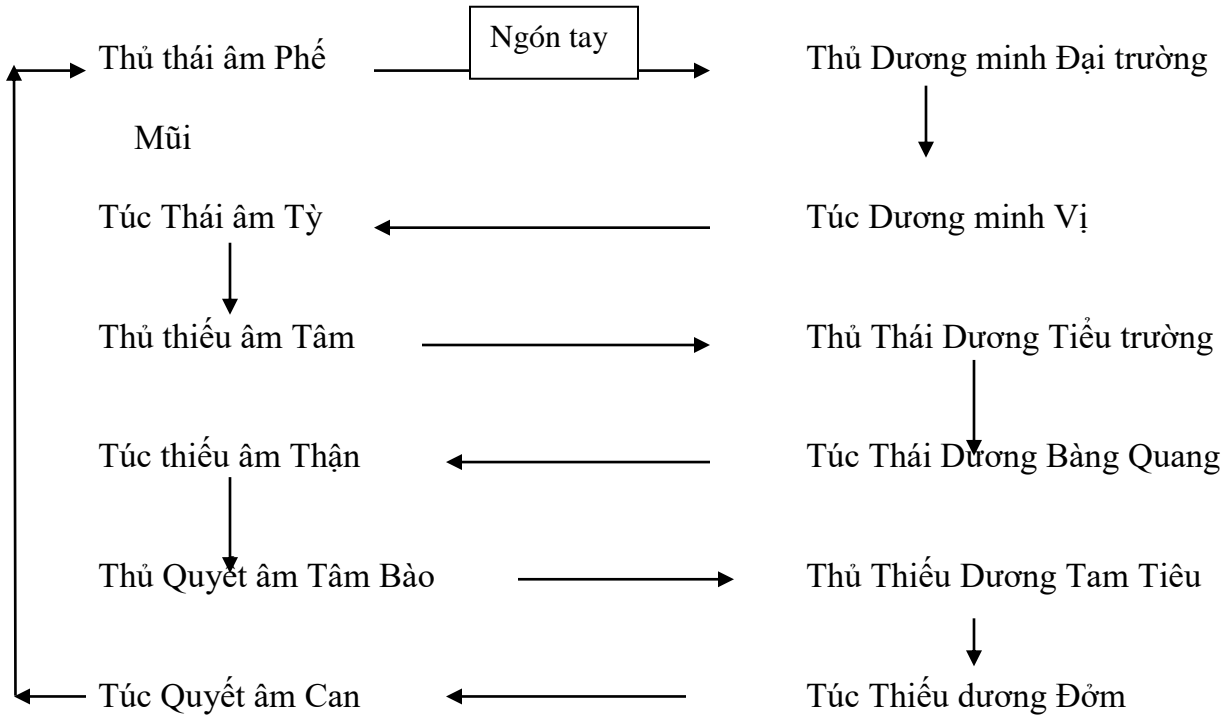 Thủ thái âm Phế Ngón tay Thủ Dương minh Đại trường
Mũi
Túc Thái âm Tỳ Túc Dương minh Vị
Thủ thiếu âm Tâm Thủ Thái Dương Tiểu trường
Túc thiếu âm Thận Túc Thái Dương Bàng Quang
Thủ Quyết âm Tâm Bào Thủ Thiếu Dương Tam Tiêu
Túc Quyết âm Can Túc Thiếu dương Đởm